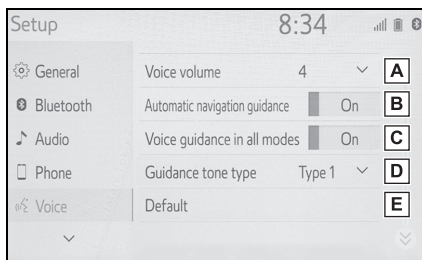 Setup 8:34
General
Bluetooth
Audio
Phone
Voice
Voice volume 4 A
Automatic navigation guidance On B
Voice guidance in all modes On C
Guidance tone type Type 1 D
Default E